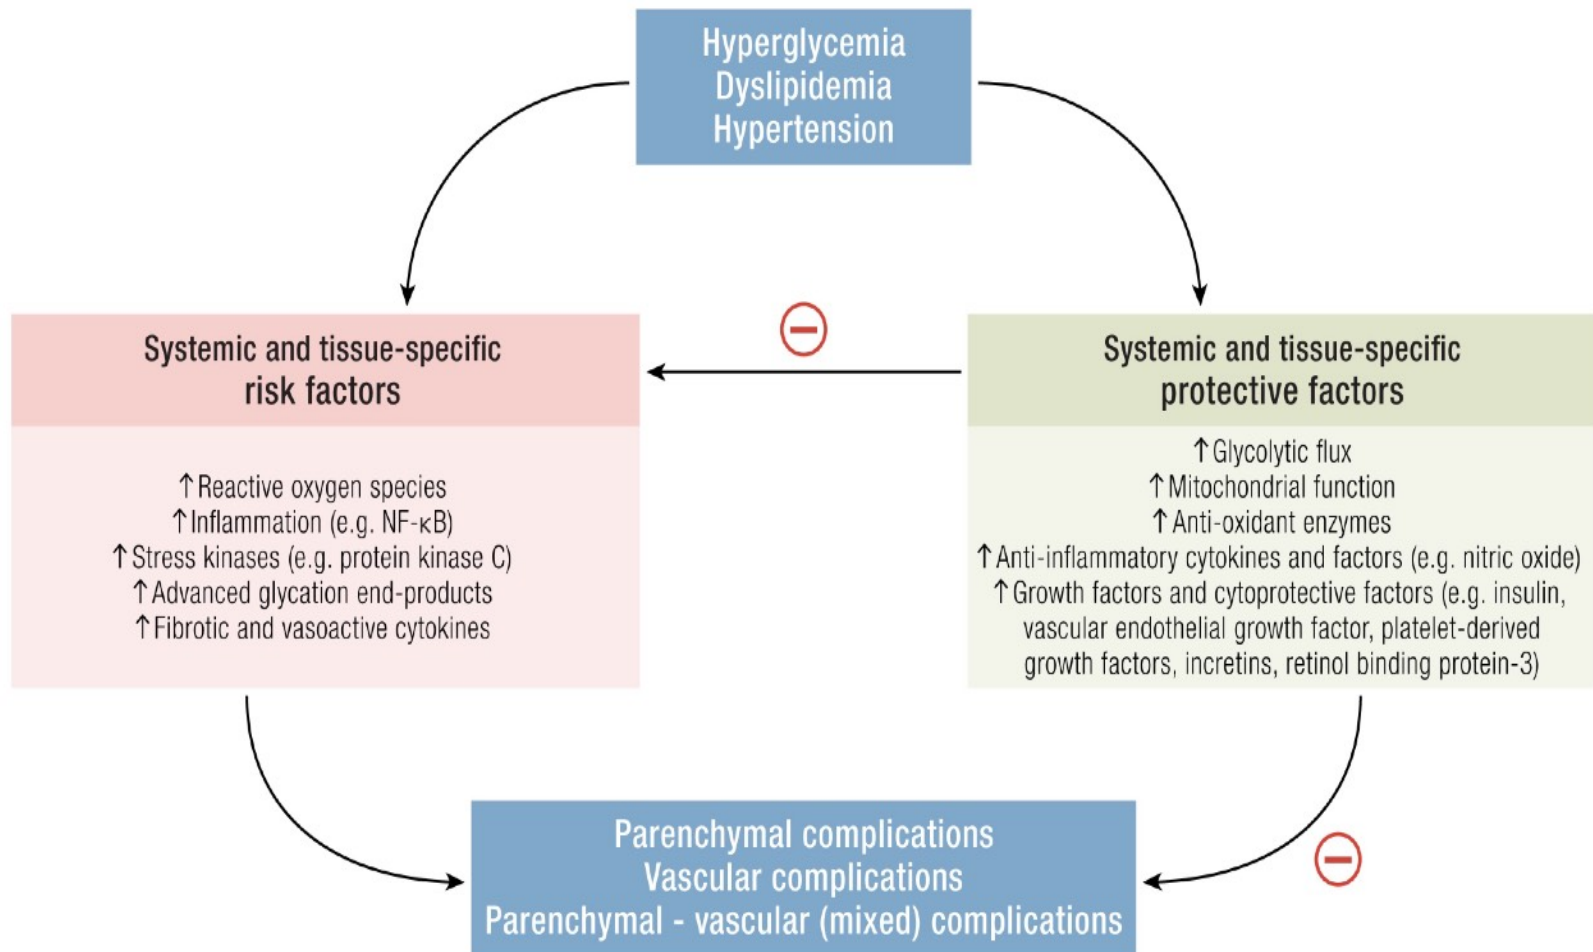 Hyperglycemia
Dyslipidemia
Hypertension
Systemic and tissue-specific
risk factors
↑Reactive oxygen species
↑Inflammation (e.g. NF-κB)
↑Stress kinases (e.g. protein kinase C)
↑Advanced glycation end-products
↑Fibrotic and vasoactive cytokines
Systemic and tissue-specific
protective factors
↑Glycolytic flux
↑Mitochondrial function
↑Anti-oxidant enzymes
↑Anti-inflammatory cytokines and factors (e.g. nitric oxide)
↑Growth factors and cytoprotective factors (e.g. insulin,
vascular endothelial growth factor, platelet-derived
growth factors, incretins, retinol binding protein-3)
Parenchymal complications
Vascular complications
Parenchymal - vascular (mixed) complications